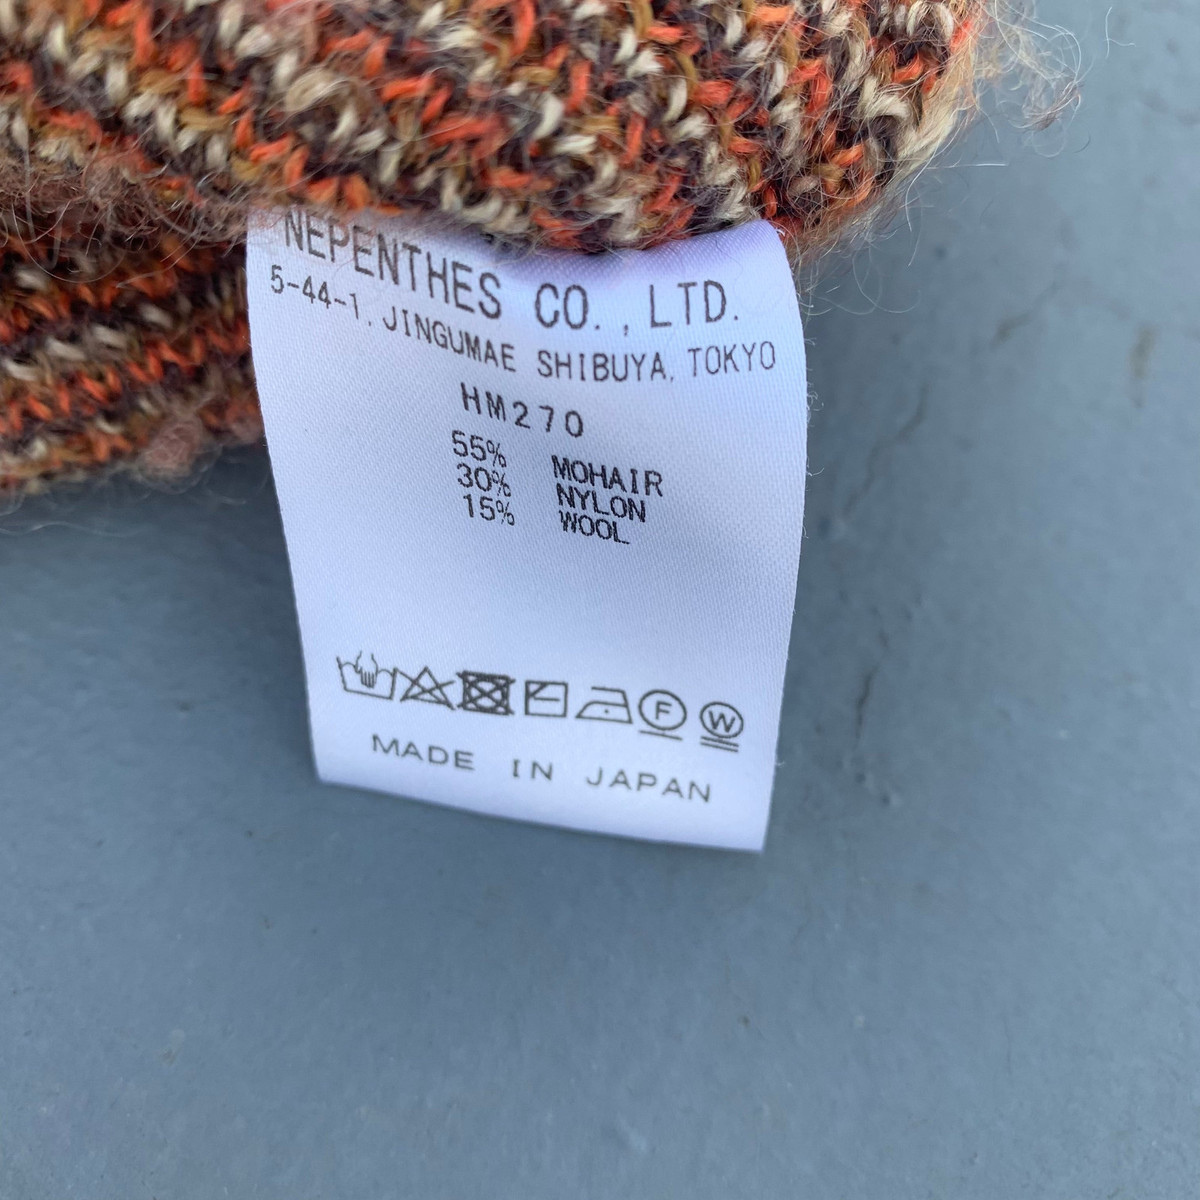 NEPENTHES CO., LTD.
5-44-1, JINGUMAE SHIBUYA, TOKYO
HM270
55% MOHAIR
30% NYLON
15% WOOL
F W
MADE IN JAPAN